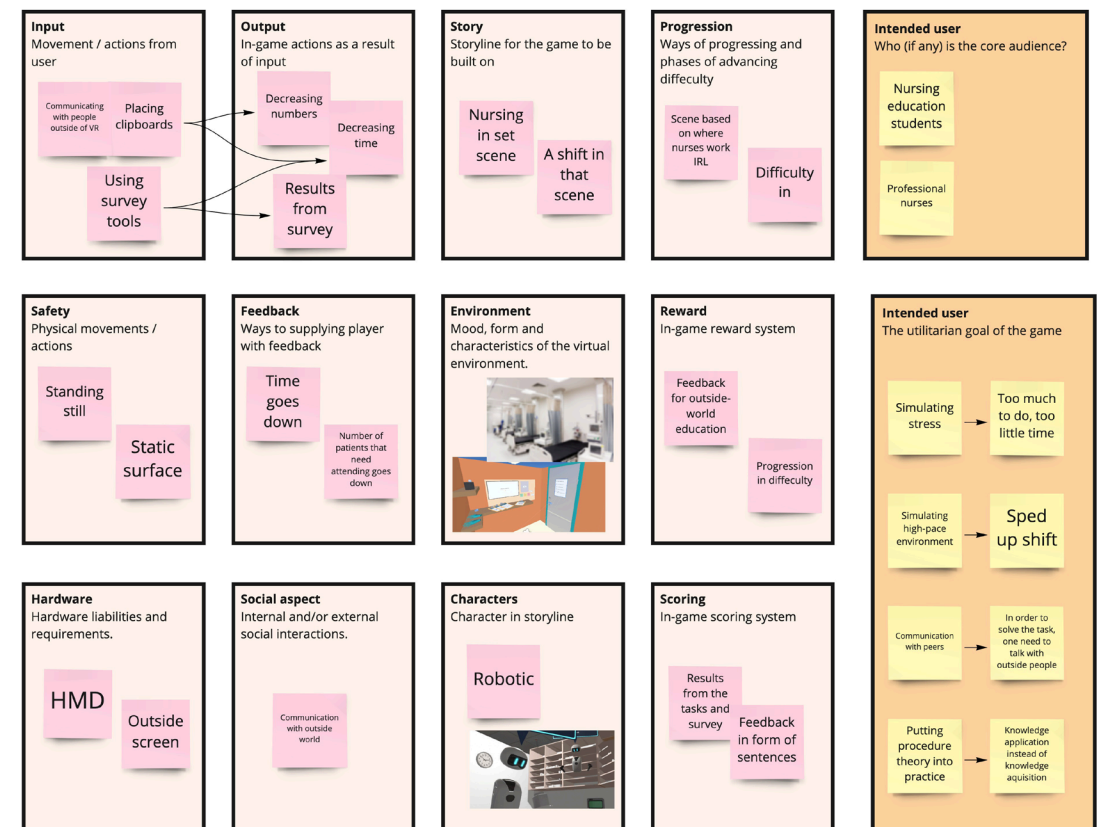 Input
Movement / actions from
user
Communicating
with people
outside of VR
Placing
clipboards
Using
survey
tools
Output
In-game actions as a result
of input
Decreasing
numbers
Decreasing
time
Results
from
survey
Story
Storyline for the game to be
built on
Nursing
in set
scene
A shift in
that
scene
Progression
Ways of progressing and
phases of advancing
diffeculty
Scene based
on where
nurses work
IRL
Difficulty
in
Intended user
Who (if any) is the core audience?
Nursing
education
students
Professional
nurses
Safety
Physical movements /
actions
Standing
still
Static
surface
Feedback
Ways to supplying player
with feedback
Time
goes
down
Number of
patients that
need
attending goes
down
Environment
Mood, form and
characteristics of the virtual
environment.
Reward
In-game reward system
Feedback
for outside-
world
education
Progression
in diffeculty
Intended user
The utilitarian goal of the game
Simulating
stress
Too much
to do, too
little time
Simulating
high-pace
environment
Sped
up shift
Communication
with peers
In order to
solve the task,
one need to
talk with
outside people
Putting
procedure
theory into
practice
Knowledge
application
instead of
knowledge
aquisition
Hardware
Hardware liabilities and
requirements.
HMD
Outside
screen
Social aspect
Internal and/or external
social interactions.
Communication
with outside
world
Characters
Character in storyline
Robotic
Scoring
In-game scoring system
Results
from the
tasks and
survey
Feedback
in form of
sentences